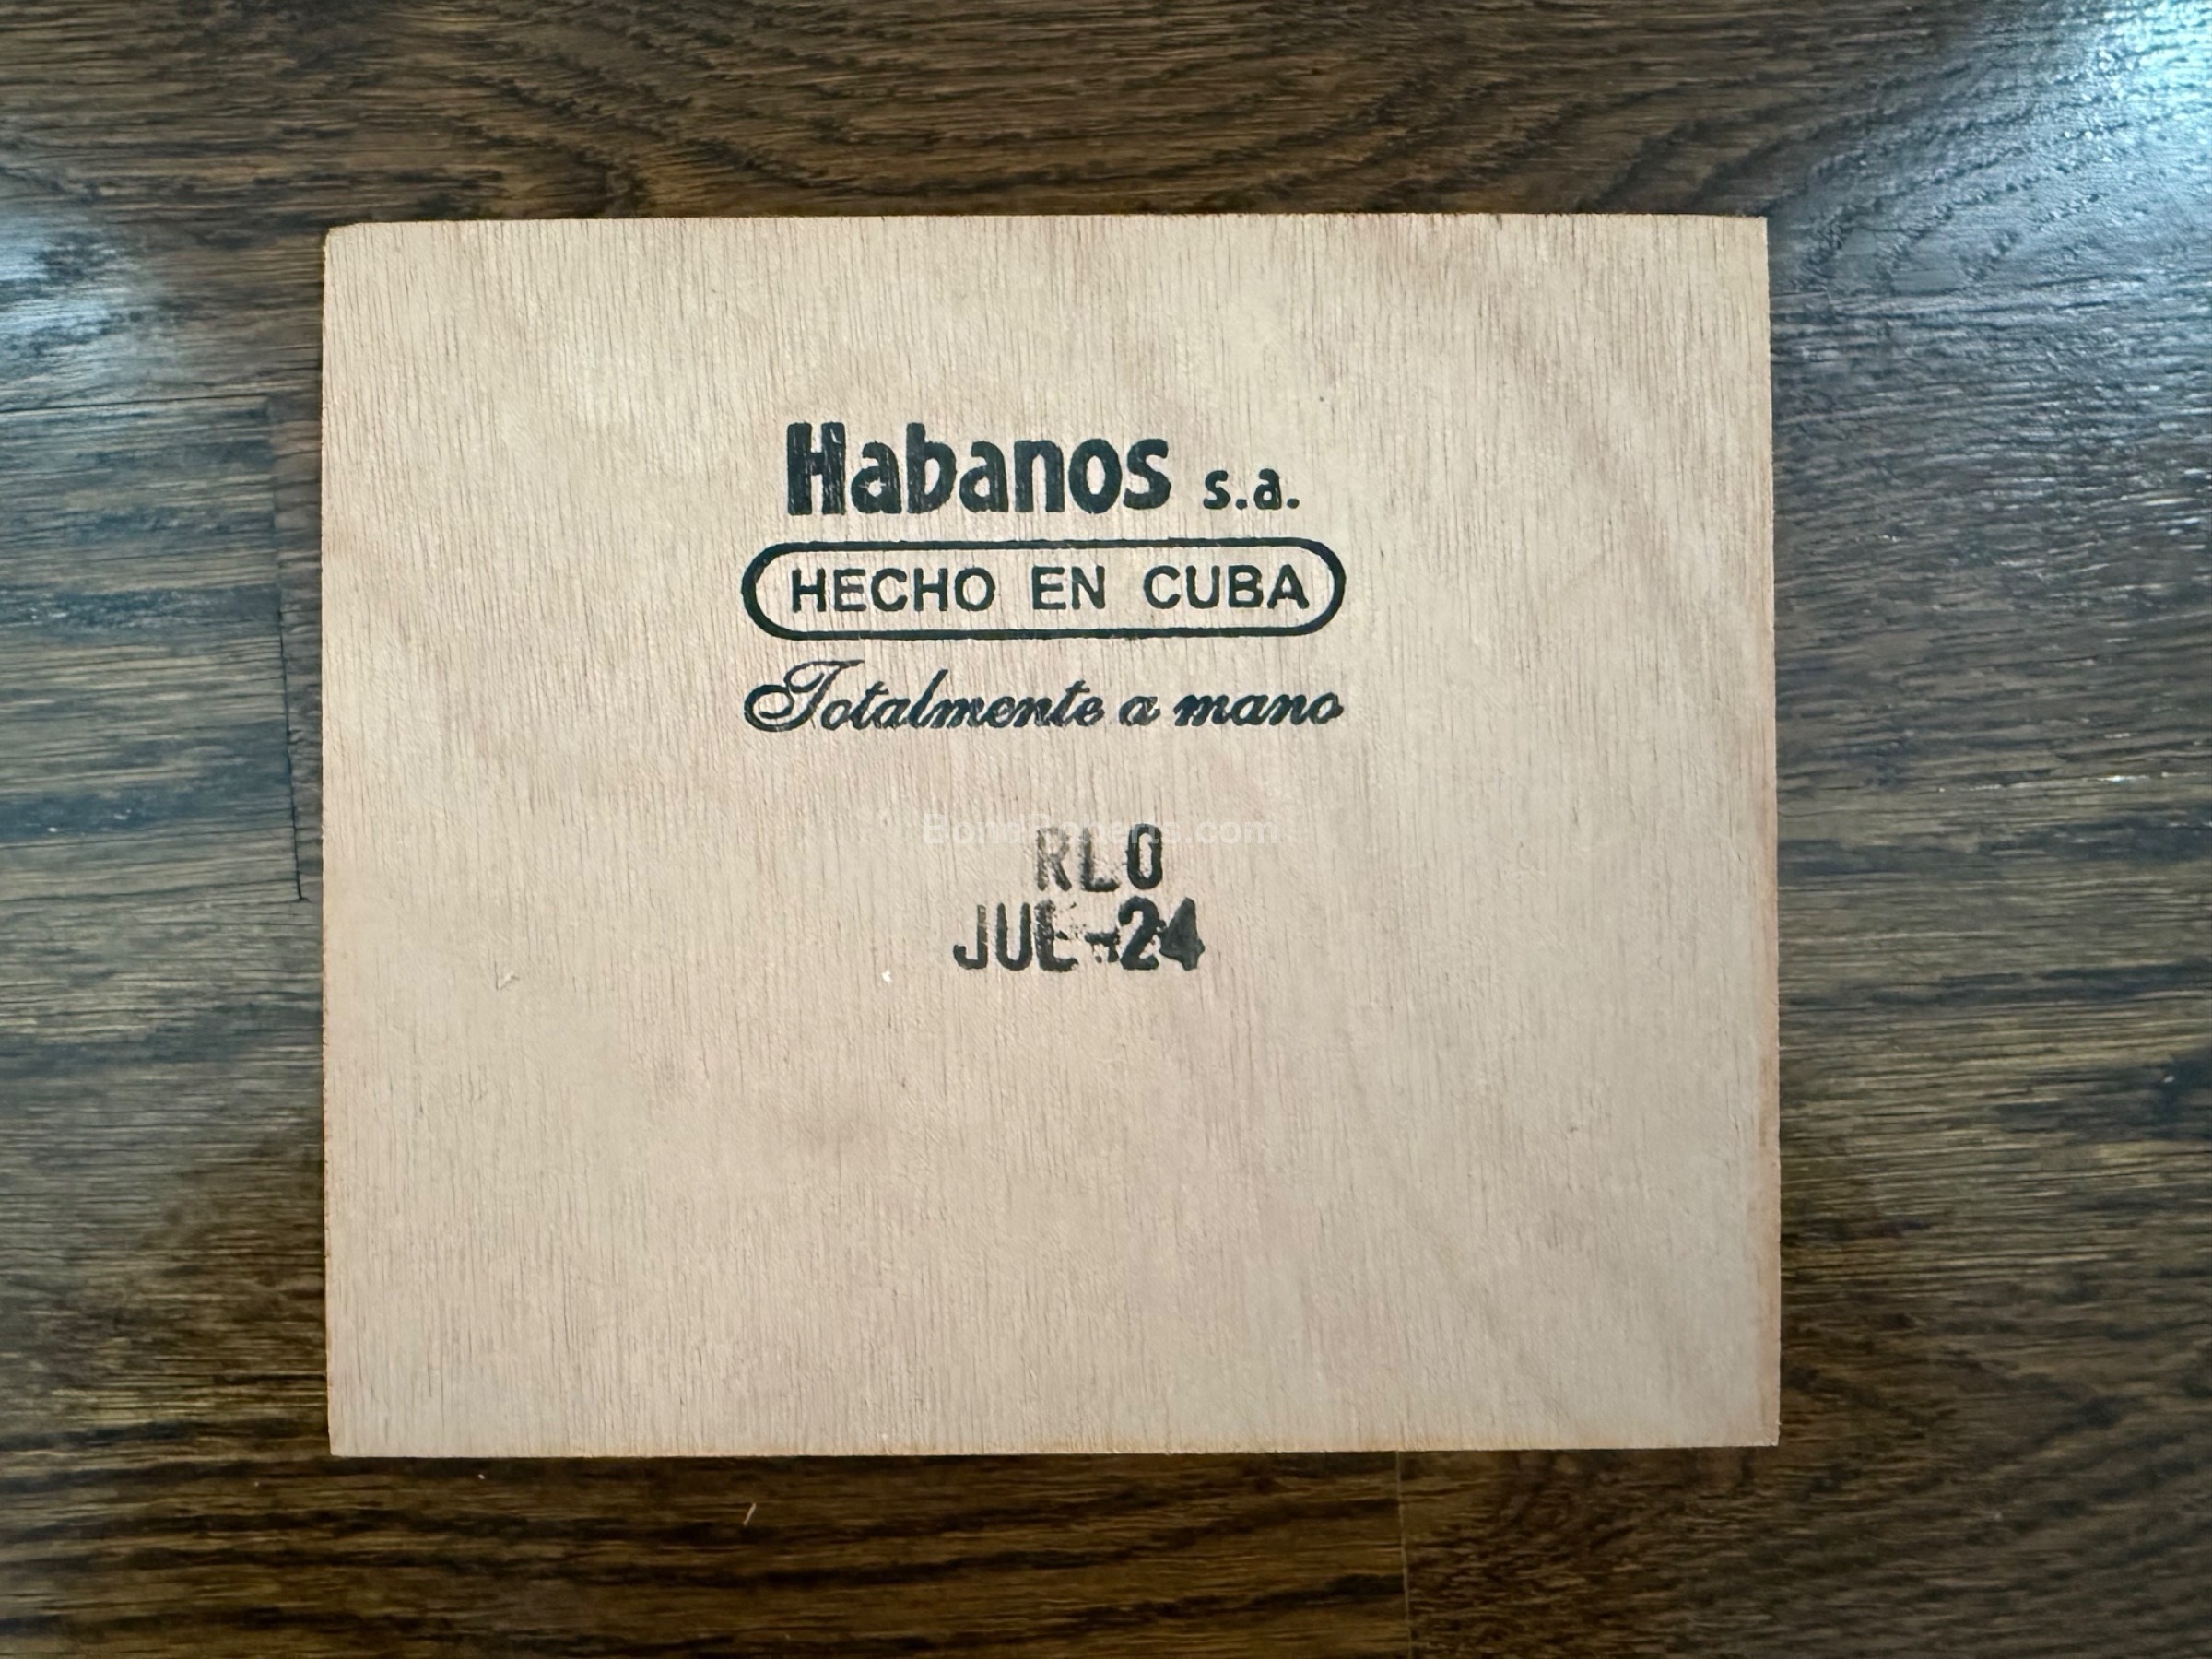 Habanos s.a.
HECHO EN CUBA
Totalmente a mano
RLO
JUL-24